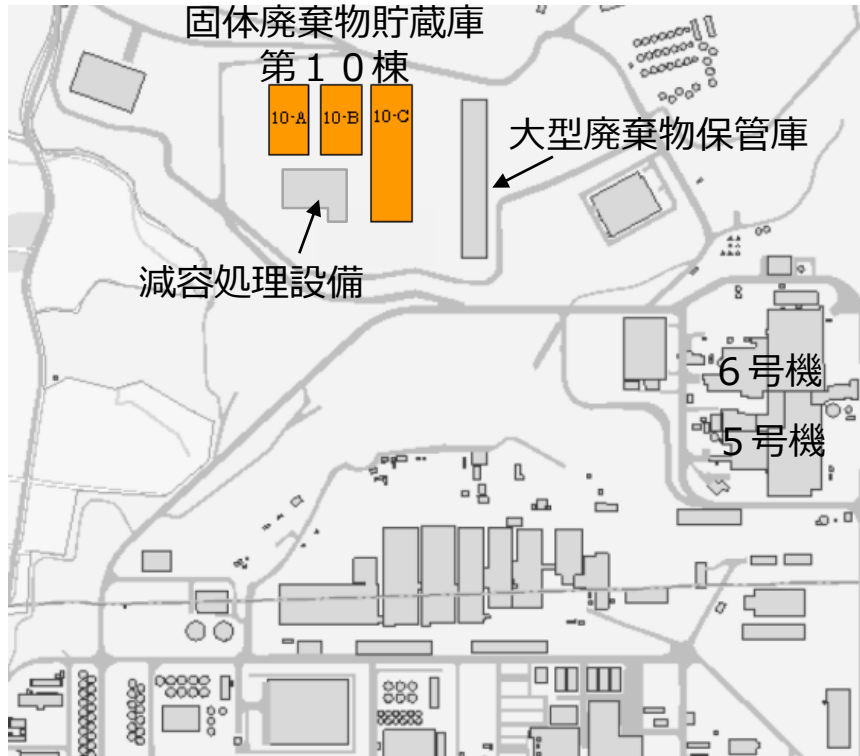 固体廃棄物貯蔵庫
第１０棟
10-A
10-B
10-C
大型廃棄物保管庫
減容処理設備
６号機
５号機